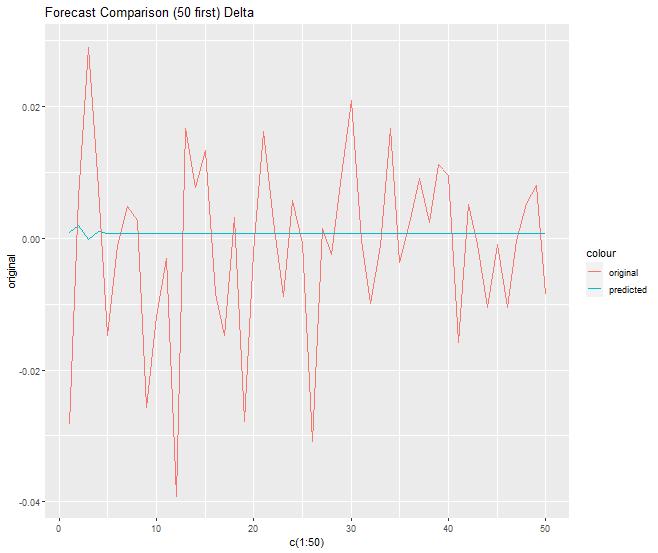 Forecast Comparison (50 first) Delta
original
0.02
0.00
-0.02
-0.04
0 10 20 30 40 50
c(1:50)
colour
original
predicted